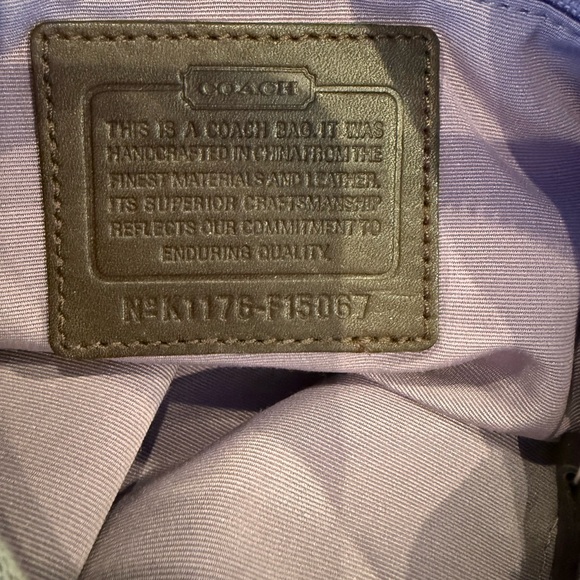 COACH
THIS IS A COACH BAG. IT WAS
HANDCRAFTED IN CHINA FROM THE
FINEST MATERIALS AND LEATHER.
ITS SUPERIOR CRAFTSMANSHIP
REFLECTS OUR COMMITMENT TO
ENDURING QUALITY.
Nº K1176-F15067